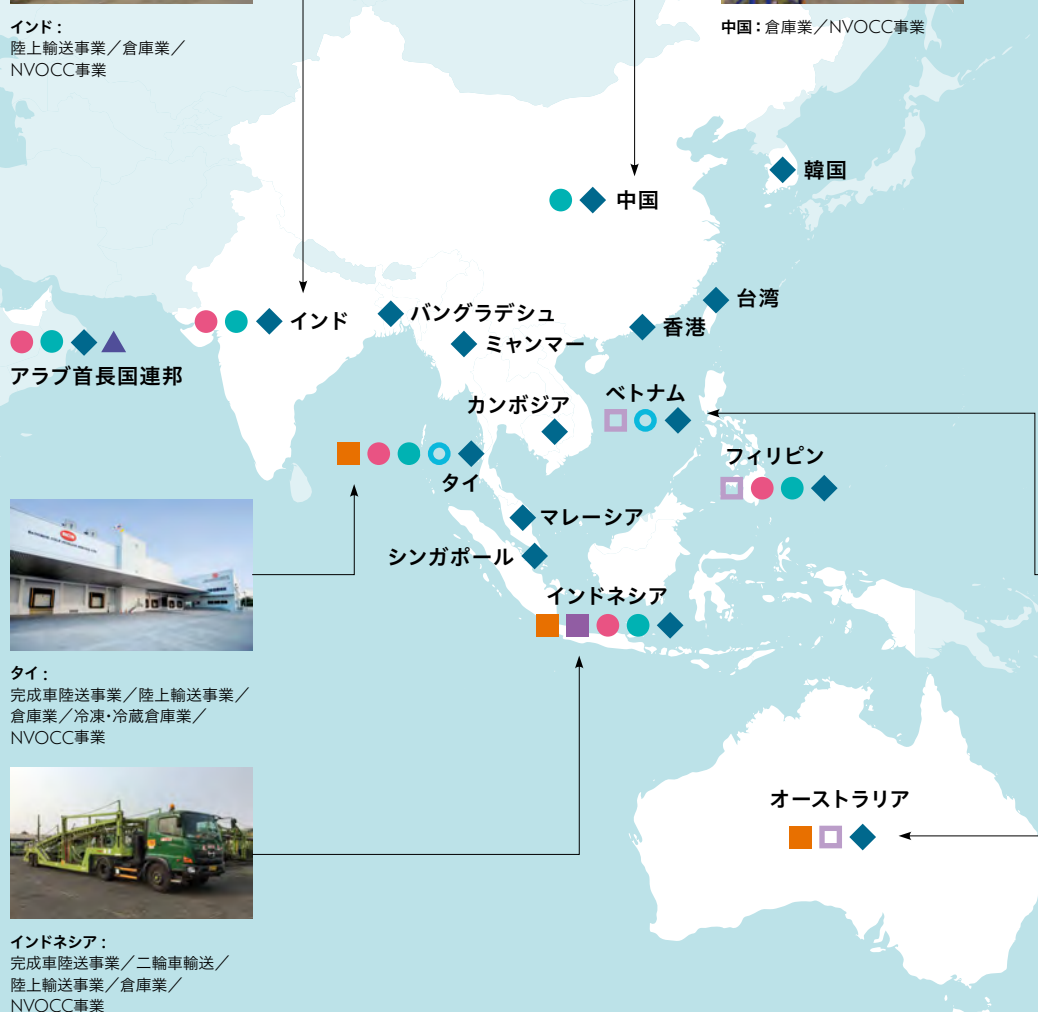 インド：
陸上輸送事業／倉庫業／
NVOCC事業
中国：倉庫業／NVOCC事業
韓国
中国
台湾
香港
インド
バングラデシュ
ミャンマー
アラブ首長国連邦
カンボジア
ベトナム
タイ
フィリピン
マレーシア
シンガポール
インドネシア
タイ：
完成車陸送事業／陸上輸送事業／
倉庫業／冷凍・冷蔵倉庫業／
NVOCC事業
オーストラリア
インドネシア：
完成車陸送事業／二輪車輸送／
陸上輸送事業／倉庫業／
NVOCC事業